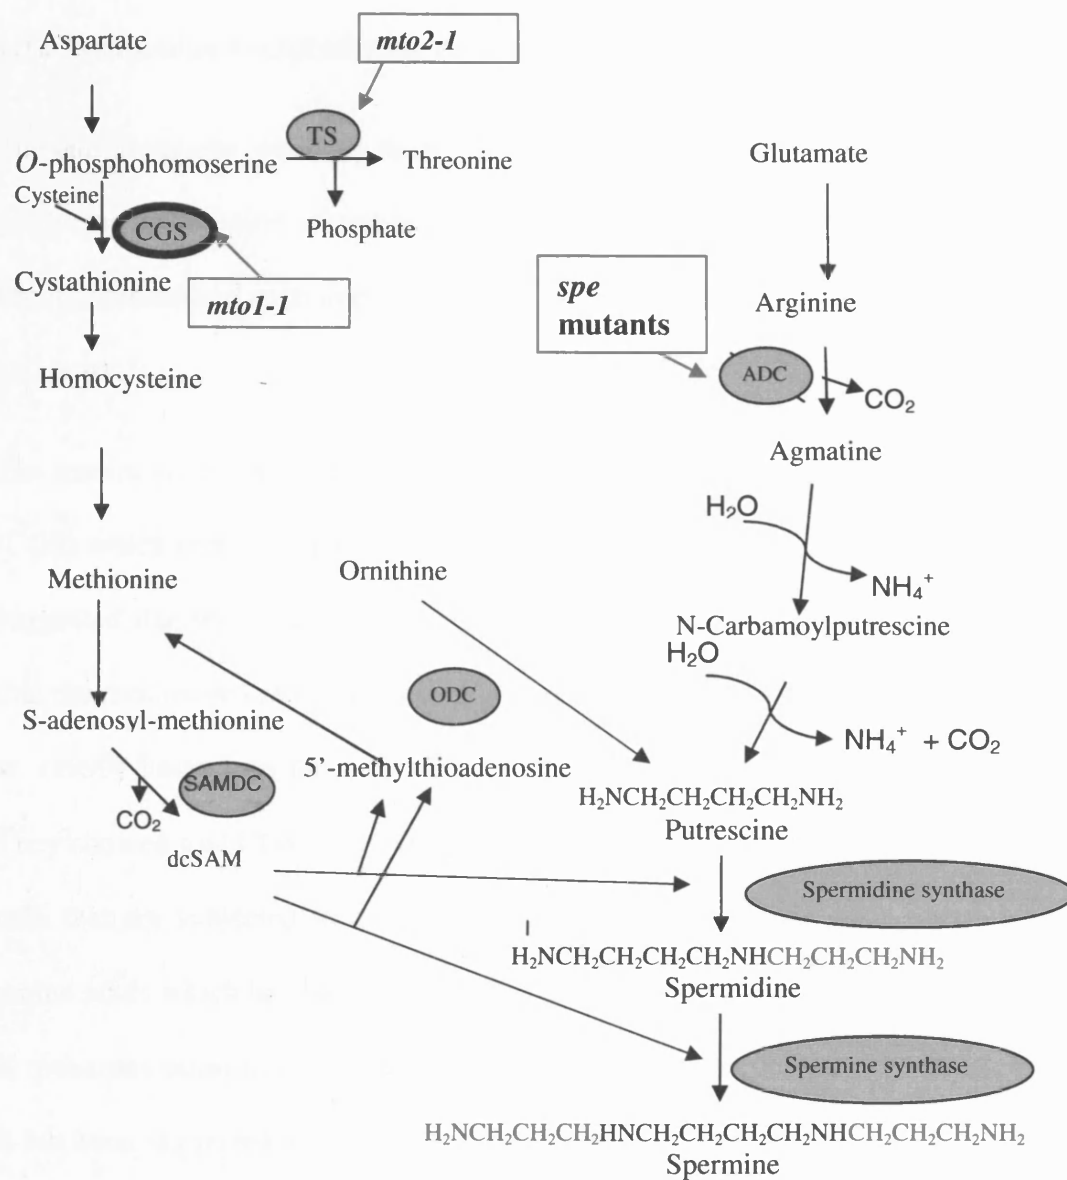 Aspartate
mto2-1
TS
O-phosphohomoserine
Threonine
Glutamate
Cysteine
CGS
Phosphate
Cystathionine
mto1-1
spe
mutants
Arginine
Homocysteine
ADC
CO₂
Agmatine
H₂O
Methionine
Ornithine
NH₄⁺
N-Carbamoylputrescine
H₂O
ODC
S-adenosyl-methionine
NH₄⁺ + CO₂
5’-methylthioadenosine
SAMDC
H₂NCH₂CH₂CH₂CH₂NH₂
CO₂
Putrescine
dcSAM
Spermidine synthase
H₂NCH₂CH₂CH₂CH₂NHCH₂CH₂CH₂NH₂
Spermidine
Spermine synthase
H₂NCH₂CH₂CH₂HNCH₂CH₂CH₂CH₂NHCH₂CH₂CH₂NH₂
Spermine